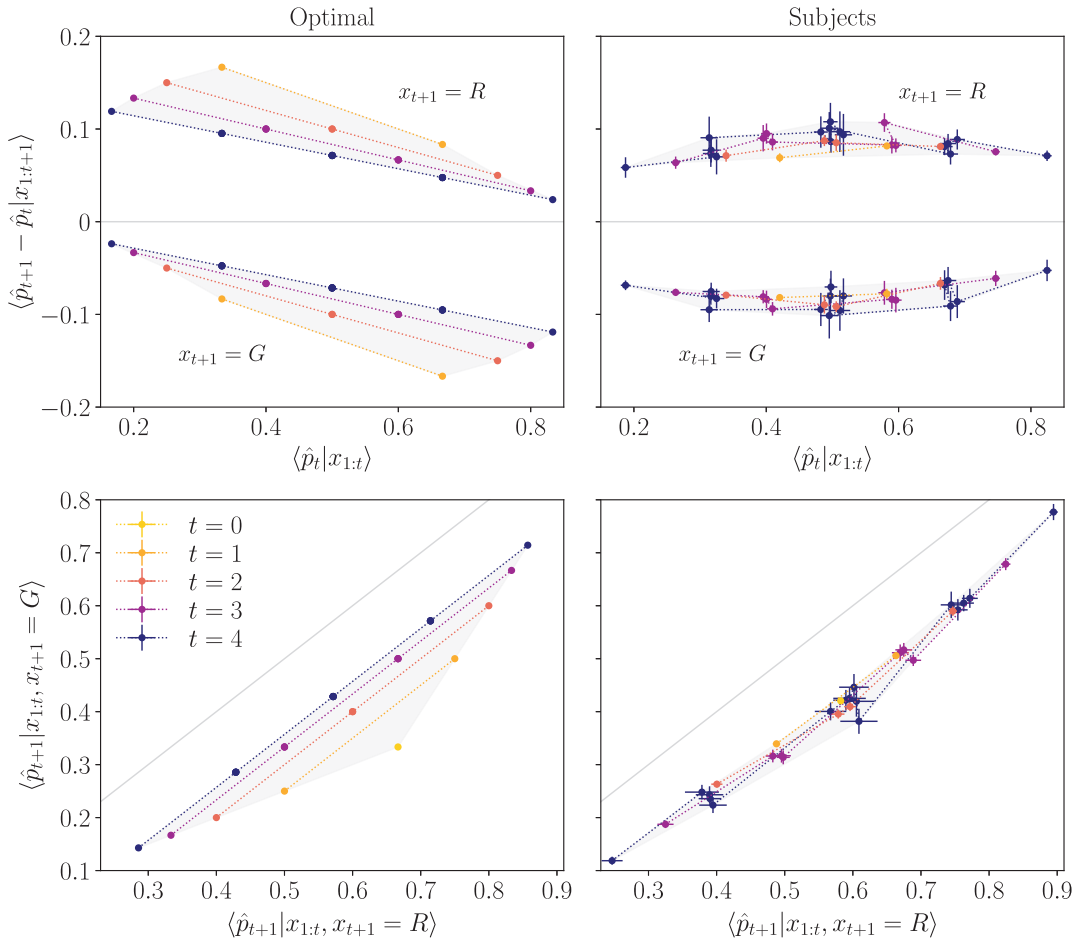 Optimal Subjects
⟨p̂ₜ₊₁ − p̂ₜ|x₁:ₜ₊₁⟩
0.2
0.1
0
−0.1
−0.2
xₜ₊₁ = R
xₜ₊₁ = G
xₜ₊₁ = R
xₜ₊₁ = G
0.2 0.4 0.6 0.8
0.2 0.4 0.6 0.8
⟨p̂ₜ|x₁:ₜ⟩ ⟨p̂ₜ|x₁:ₜ⟩
⟨p̂ₜ₊₁|x₁:ₜ, xₜ₊₁ = G⟩
0.8
0.7
0.6
0.5
0.4
0.3
0.2
0.1
t = 0
t = 1
t = 2
t = 3
t = 4
0.3 0.4 0.5 0.6 0.7 0.8 0.9
0.3 0.4 0.5 0.6 0.7 0.8 0.9
⟨p̂ₜ₊₁|x₁:ₜ, xₜ₊₁ = R⟩ ⟨p̂ₜ₊₁|x₁:ₜ, xₜ₊₁ = R⟩